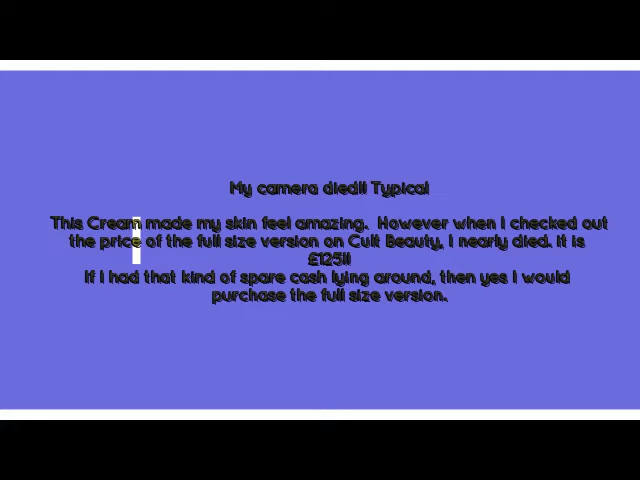 My camera died!! Typical
This Cream made my skin feel amazing. However when I checked out
the price of the full size version on Cult Beauty, I nearly died. It is
£125!!
If I had that kind of spare cash lying around, then yes I would
purchase the full size version.